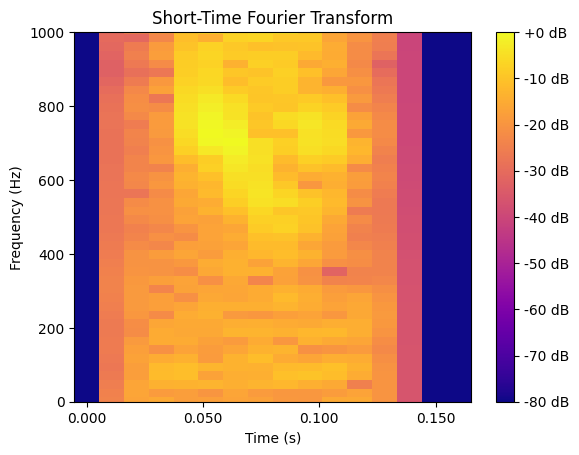 Short-Time Fourier Transform
1000
800
600
400
200
0
Frequency (Hz)
0.000
0.050
0.100
0.150
Time (s)
+0 dB
-10 dB
-20 dB
-30 dB
-40 dB
-50 dB
-60 dB
-70 dB
-80 dB